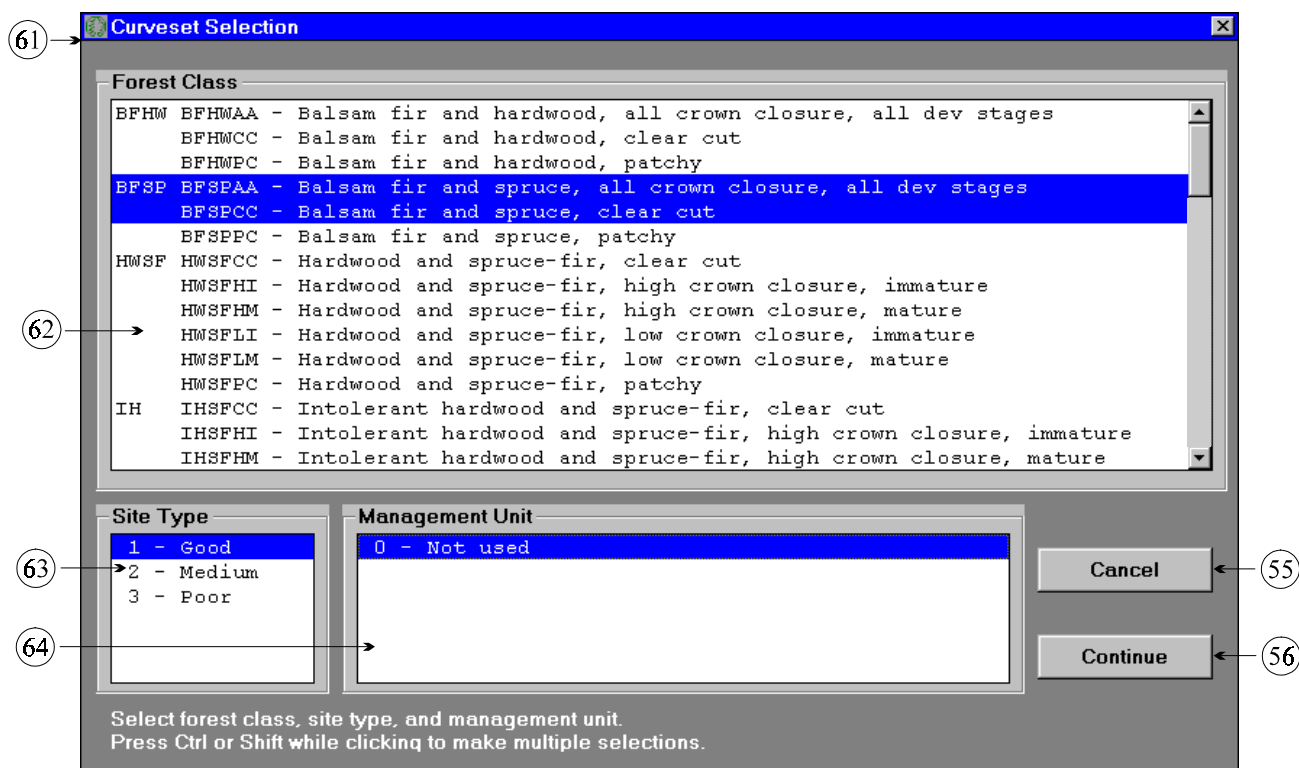 61
Curveset Selection
Forest Class
BFHW BFHWAA - Balsam fir and hardwood, all crown closure, all dev stages
BFHWCC - Balsam fir and hardwood, clear cut
BFHWPC - Balsam fir and hardwood, patchy
BFSP BFSPAA - Balsam fir and spruce, all crown closure, all dev stages
BFSPCC - Balsam fir and spruce, clear cut
BFSPPC - Balsam fir and spruce, patchy
HWSF HWSFCC - Hardwood and spruce-fir, clear cut
HWSFHI - Hardwood and spruce-fir, high crown closure, immature
HWSFHM - Hardwood and spruce-fir, high crown closure, mature
62
HWSFLI - Hardwood and spruce-fir, low crown closure, immature
HWSFLM - Hardwood and spruce-fir, low crown closure, mature
HWSFPC - Hardwood and spruce-fir, patchy
IH IHSFCC - Intolerant hardwood and spruce-fir, clear cut
IHSFHI - Intolerant hardwood and spruce-fir, high crown closure, immature
IHSFHM - Intolerant hardwood and spruce-fir, high crown closure, mature
Site Type
1 - Good
2 - Medium
3 - Poor
63
64
Management Unit
0 - Not used
Cancel
55
Continue
56
Select forest class, site type, and management unit.
Press Ctrl or Shift while clicking to make multiple selections.